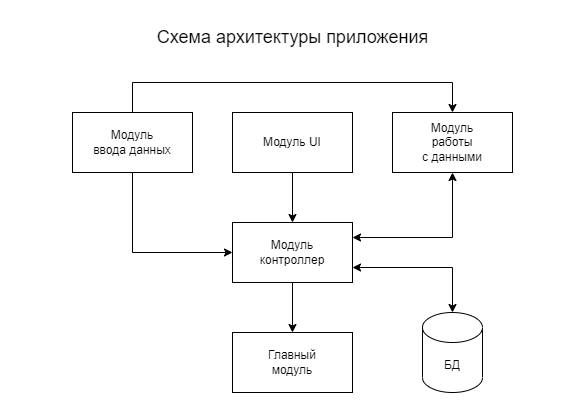 Схема архитектуры приложения
Модуль
ввода данных
Модуль UI
Модуль
работы
с данными
Модуль
контроллер
Главный
модуль
БД